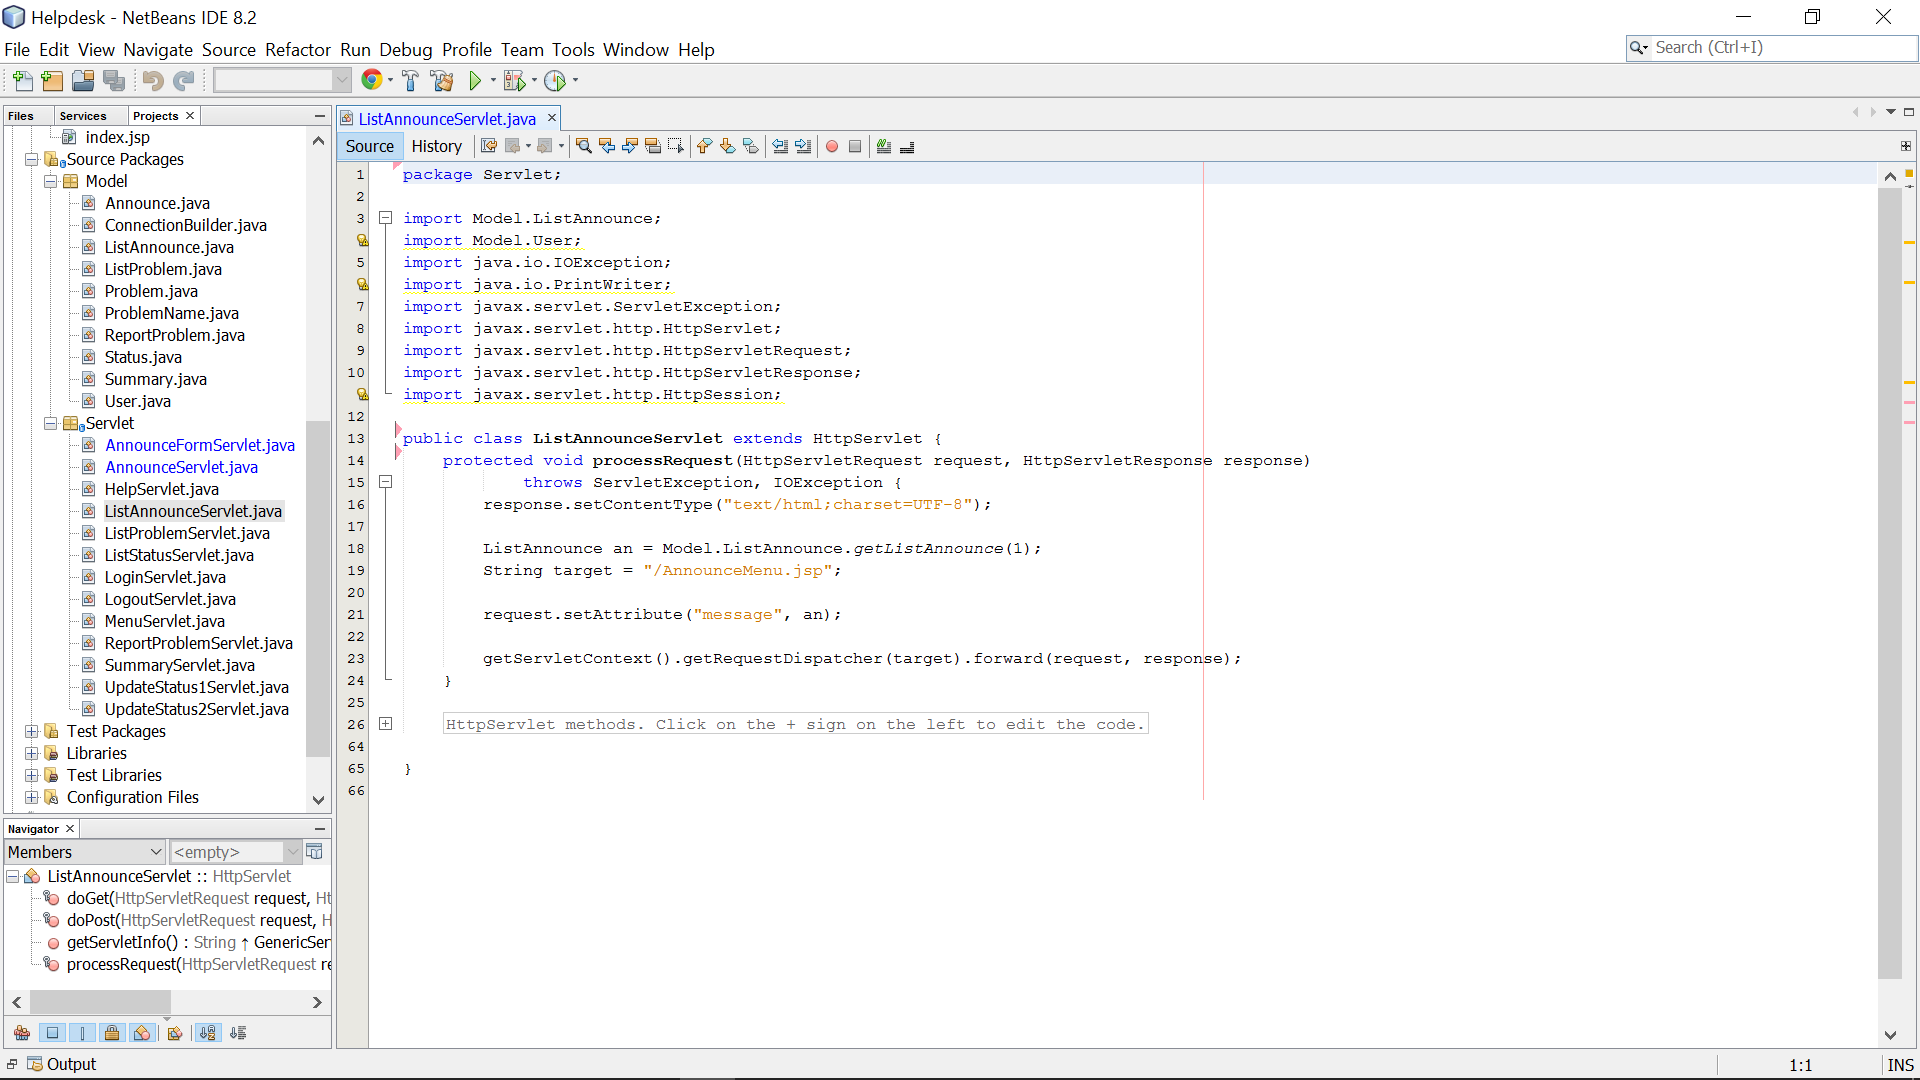 Helpdesk - NetBeans IDE 8.2
File Edit View Navigate Source Refactor Run Debug Profile Team Tools Window Help
Search (Ctrl+I)
Files Services Projects
index.jsp
Source Packages
Model
Announce.java
ConnectionBuilder.java
ListAnnounce.java
ListProblem.java
Problem.java
ProblemName.java
ReportProblem.java
Status.java
Summary.java
User.java
Servlet
AnnounceFormServlet.java
AnnounceServlet.java
HelpServlet.java
ListAnnounceServlet.java
ListProblemServlet.java
ListStatusServlet.java
LoginServlet.java
LogoutServlet.java
MenuServlet.java
ReportProblemServlet.java
SummaryServlet.java
UpdateStatus1Servlet.java
UpdateStatus2Servlet.java
Test Packages
Libraries
Test Libraries
Configuration Files
Navigator
Members <empty>
ListAnnounceServlet :: HttpServlet
doGet(HttpServletRequest request, Ht
doPost(HttpServletRequest request, H
getServletInfo() : String ↑ GenericSer
processRequest(HttpServletRequest re
ListAnnounceServlet.java
Source History
1 package Servlet;
2
3 import Model.ListAnnounce;
import Model.User;
5 import java.io.IOException;
import java.io.PrintWriter;
7 import javax.servlet.ServletException;
8 import javax.servlet.http.HttpServlet;
9 import javax.servlet.http.HttpServletRequest;
10 import javax.servlet.http.HttpServletResponse;
import javax.servlet.http.HttpSession;
12
13 public class ListAnnounceServlet extends HttpServlet {
14 protected void processRequest(HttpServletRequest request, HttpServletResponse response)
15 throws ServletException, IOException {
16 response.setContentType("text/html;charset=UTF-8");
17
18 ListAnnounce an = Model.ListAnnounce.getListAnnounce(1);
19 String target = "/AnnounceMenu.jsp";
20
21 request.setAttribute("message", an);
22
23 getServletContext().getRequestDispatcher(target).forward(request, response);
24 }
25
26 HttpServlet methods. Click on the + sign on the left to edit the code.
64
65 }
66
Output
1:1 INS